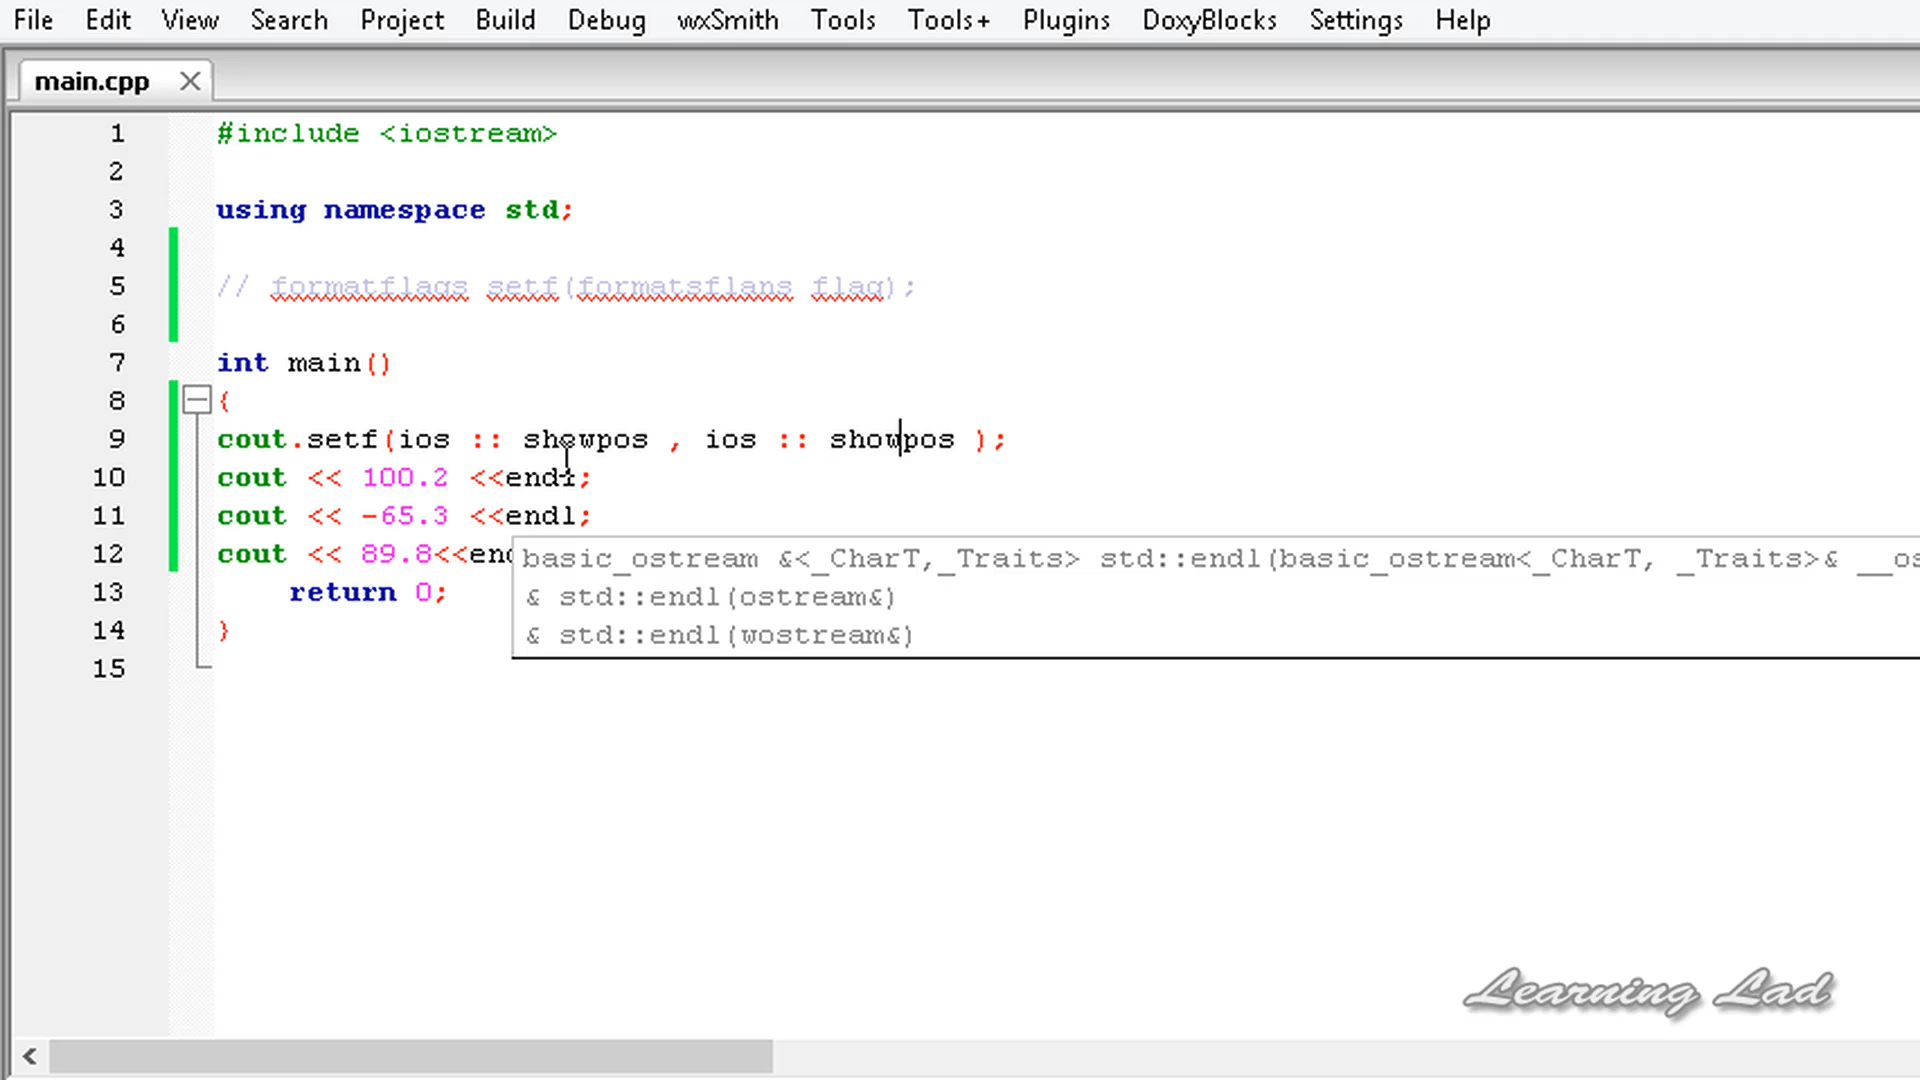 File Edit View Search Project Build Debug wxSmith Tools Tools+ Plugins DoxyBlocks Settings Help
main.cpp
1 #include <iostream>
2
3 using namespace std;
4
5 // formatflags setf(formatsflans flag);
6
7 int main()
8 {
9 cout.setf(ios :: showpos , ios :: showpos );
10 cout << 100.2 <<endl;
11 cout << -65.3 <<endl;
12 cout << 89.8<<end
basic_ostream &<_CharT,_Traits> std::endl(basic_ostream<_CharT, _Traits>& __os
13 return 0;
& std::endl(ostream&)
14 }
& std::endl(wostream&)
15
Learning Lad